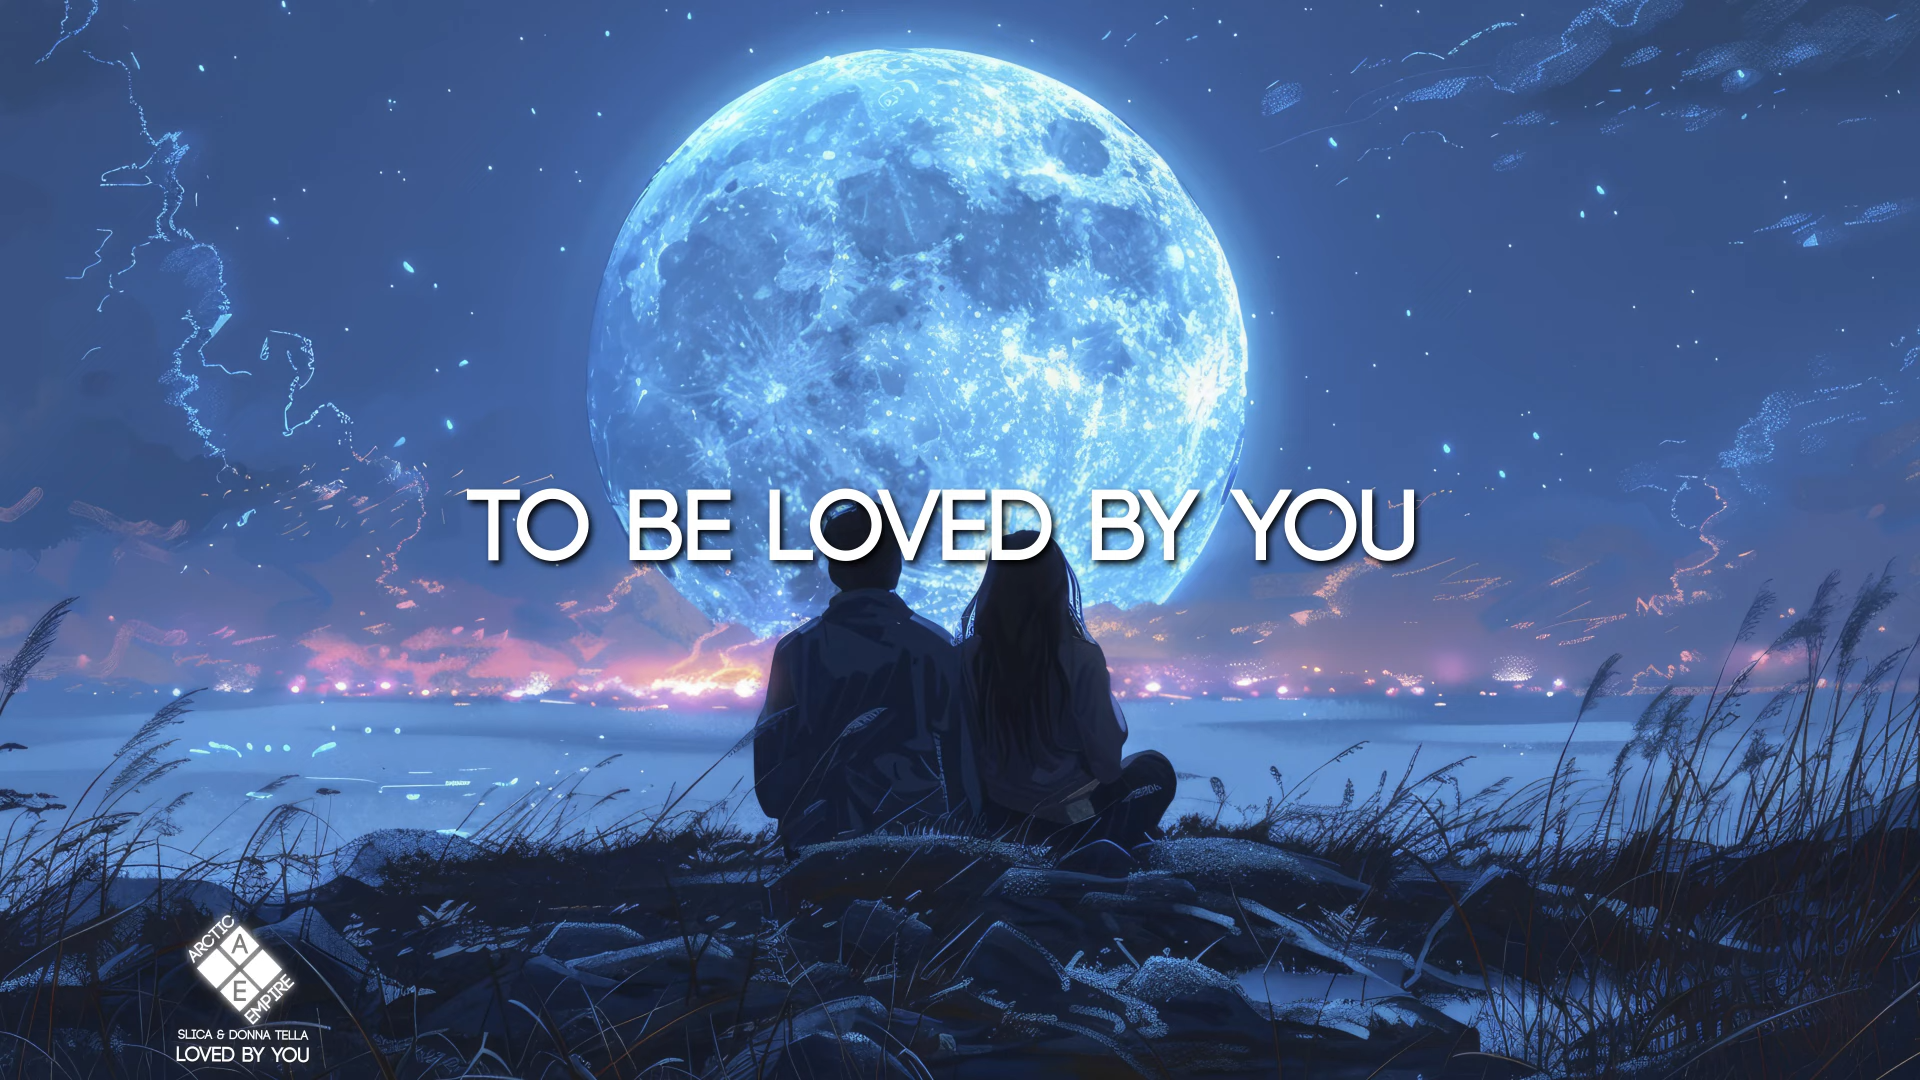 TO BE LOVED BY YOU
ARCTIC
A
E
EMPIRE
SLICA & DONNA TELLA
LOVED BY YOU